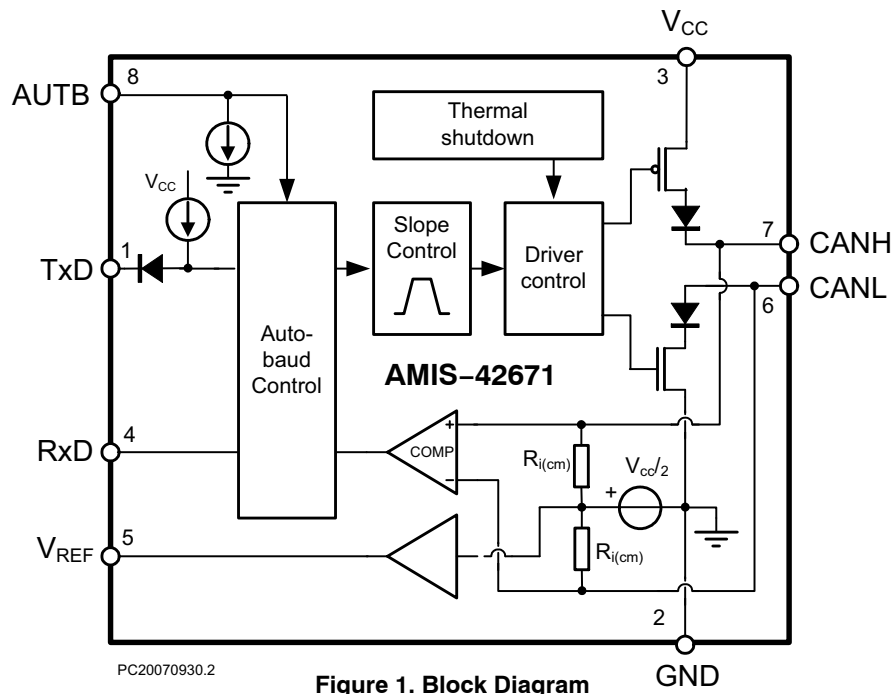 VCC
3
8
AUTB
Thermal
shutdown
VCC
Slope
Control
Driver
control
7
CANH
1
TxD
CANL
6
Auto-
baud
Control
AMIS–42671
4
RxD
+
COMP
−
Ri(cm)
Vcc/2
+
5
VREF
Ri(cm)
2
PC20070930.2
GND
Figure 1. Block Diagram